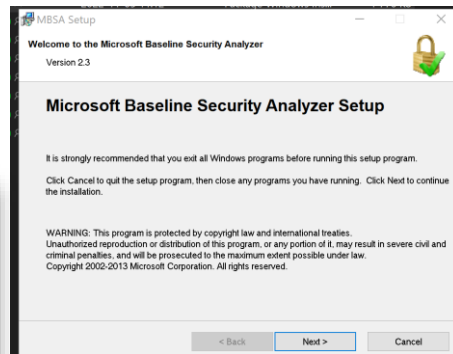 MBSA Setup
Welcome to the Microsoft Baseline Security Analyzer
Version 2.3
Microsoft Baseline Security Analyzer Setup
It is strongly recommended that you exit all Windows programs before running this setup program.
Click Cancel to quit the setup program, then close any programs you have running. Click Next to continue
the installation.
WARNING: This program is protected by copyright law and international treaties.
Unauthorized reproduction or distribution of this program, or any portion of it, may result in severe civil and
criminal penalties, and will be prosecuted to the maximum extent possible under law.
Copyright 2002-2013 Microsoft Corporation. All rights reserved.
< Back
Next >
Cancel